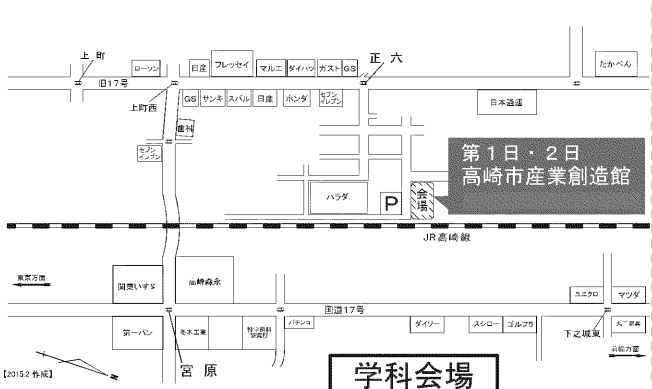 上 町
ローソン
日産
フレッセイ
マルエ
ダイハツ
ガスト
GS
正 六
たかべん
旧17号
上町西
GS
サンキ
スバル
日産
ホンダ
セブン
イレブン
日本通運
歯科
セブン
イレブン
第1日・2日
高崎市産業創造館
ハラダ
P
会場
JR高崎線
東京方面
関東いすゞ
高崎森永
ユニクロ
マツダ
国道17号
第一パン
冬木工業
パチンコ
ダイソー
スシロー
ゴルフ5
下之城東
前橋方面
宮 原
N
【2015.2 作成】
学科会場